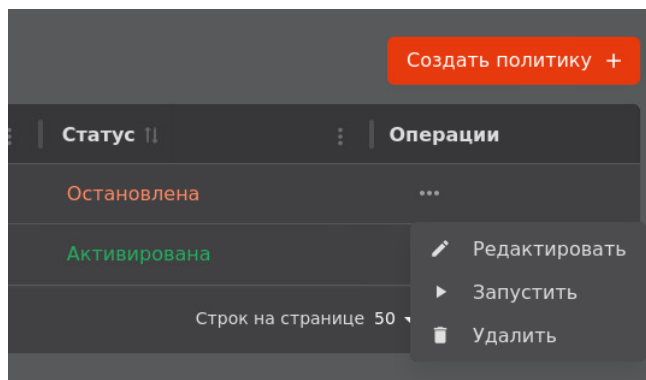 Создать политику +
Статус
Операции
Остановлена
Активирована
Редактировать
Запустить
Удалить
Строк на странице 50